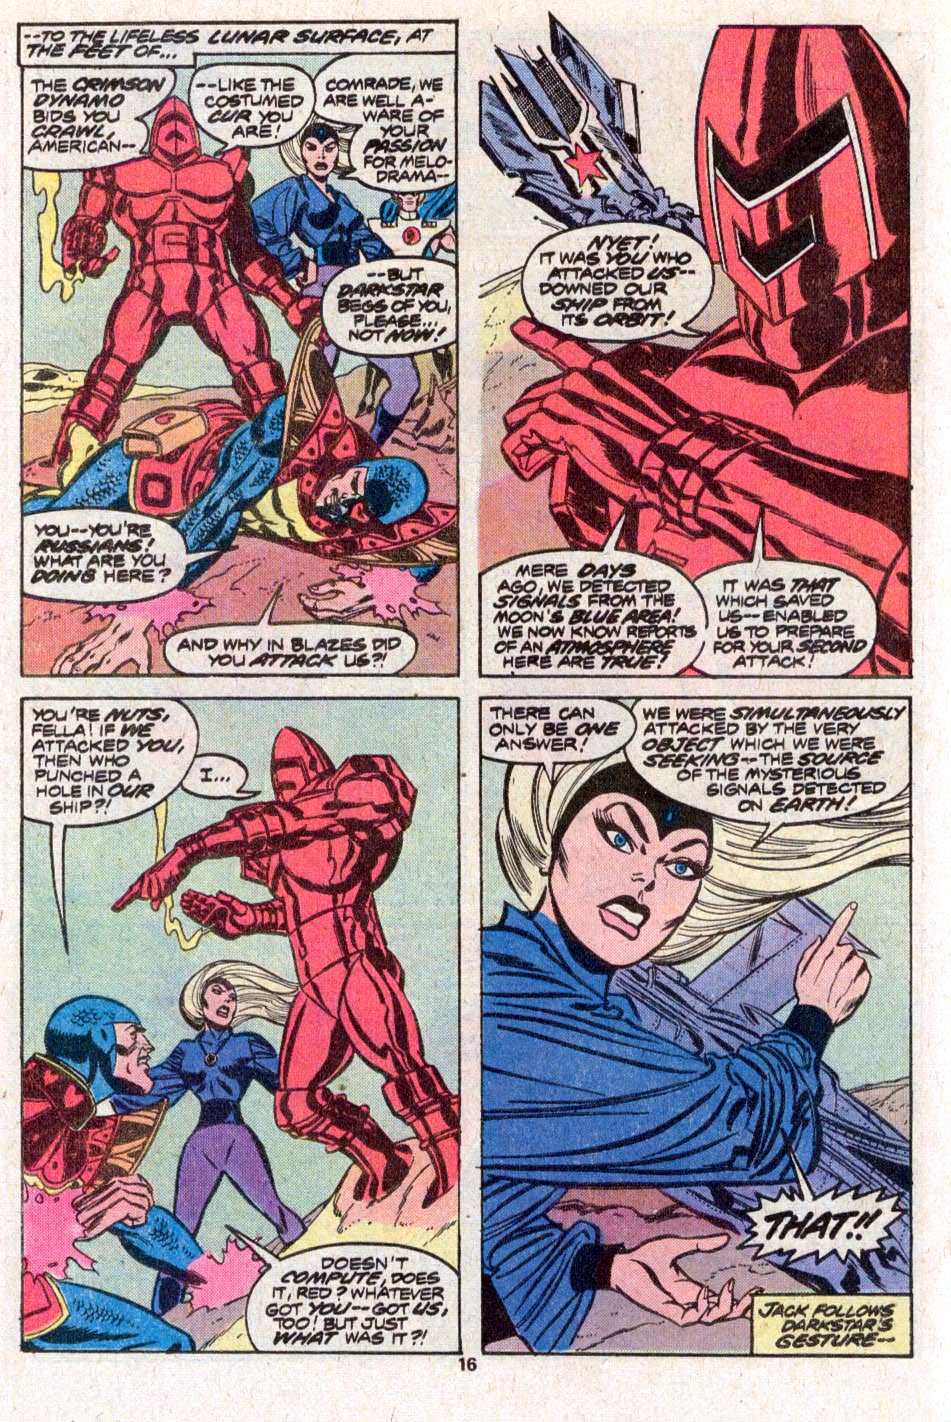 --TO THE LIFELESS LUNAR SURFACE, AT
THE FEET OF...
THE CRIMSON
DYNAMO
BIDS YOU
CRAWL,
AMERICAN--
--LIKE THE
COSTUMED
CUR YOU
ARE!
COMRADE, WE
ARE WELL A-
WARE OF
YOUR
PASSION
FOR MELO-
DRAMA--
--BUT
DARKSTAR
BEGS OF YOU,
PLEASE...
NOT NOW!
YOU--YOU'RE
RUSSIANS!
WHAT ARE YOU
DOING HERE?
AND WHY IN BLAZES DID
YOU ATTACK US?!
NYET!
IT WAS YOU WHO
ATTACKED US--
DOWNED OUR
SHIP FROM
ITS ORBIT!
MERE DAYS
AGO, WE DETECTED
SIGNALS FROM THE
MOON'S BLUE AREA!
WE NOW KNOW REPORTS
OF AN ATMOSPHERE
HERE ARE TRUE!
IT WAS THAT
WHICH SAVED
US--ENABLED
US TO PREPARE
FOR YOUR SECOND
ATTACK!
YOU'RE NUTS,
FELLA! IF WE
ATTACKED YOU,
THEN WHO
PUNCHED A
HOLE IN OUR
SHIP?!
I...
DOESN'T
COMPUTE, DOES
IT, RED? WHATEVER
GOT YOU--GOT US,
TOO! BUT JUST
WHAT WAS IT?!
THERE CAN
ONLY BE ONE
ANSWER!
WE WERE SIMULTANEOUSLY
ATTACKED BY THE VERY
OBJECT WHICH WE WERE
SEEKING--THE SOURCE
OF THE MYSTERIOUS
SIGNALS DETECTED
ON EARTH!
THAT!!
JACK FOLLOWS
DARKSTAR'S
GESTURE--
16